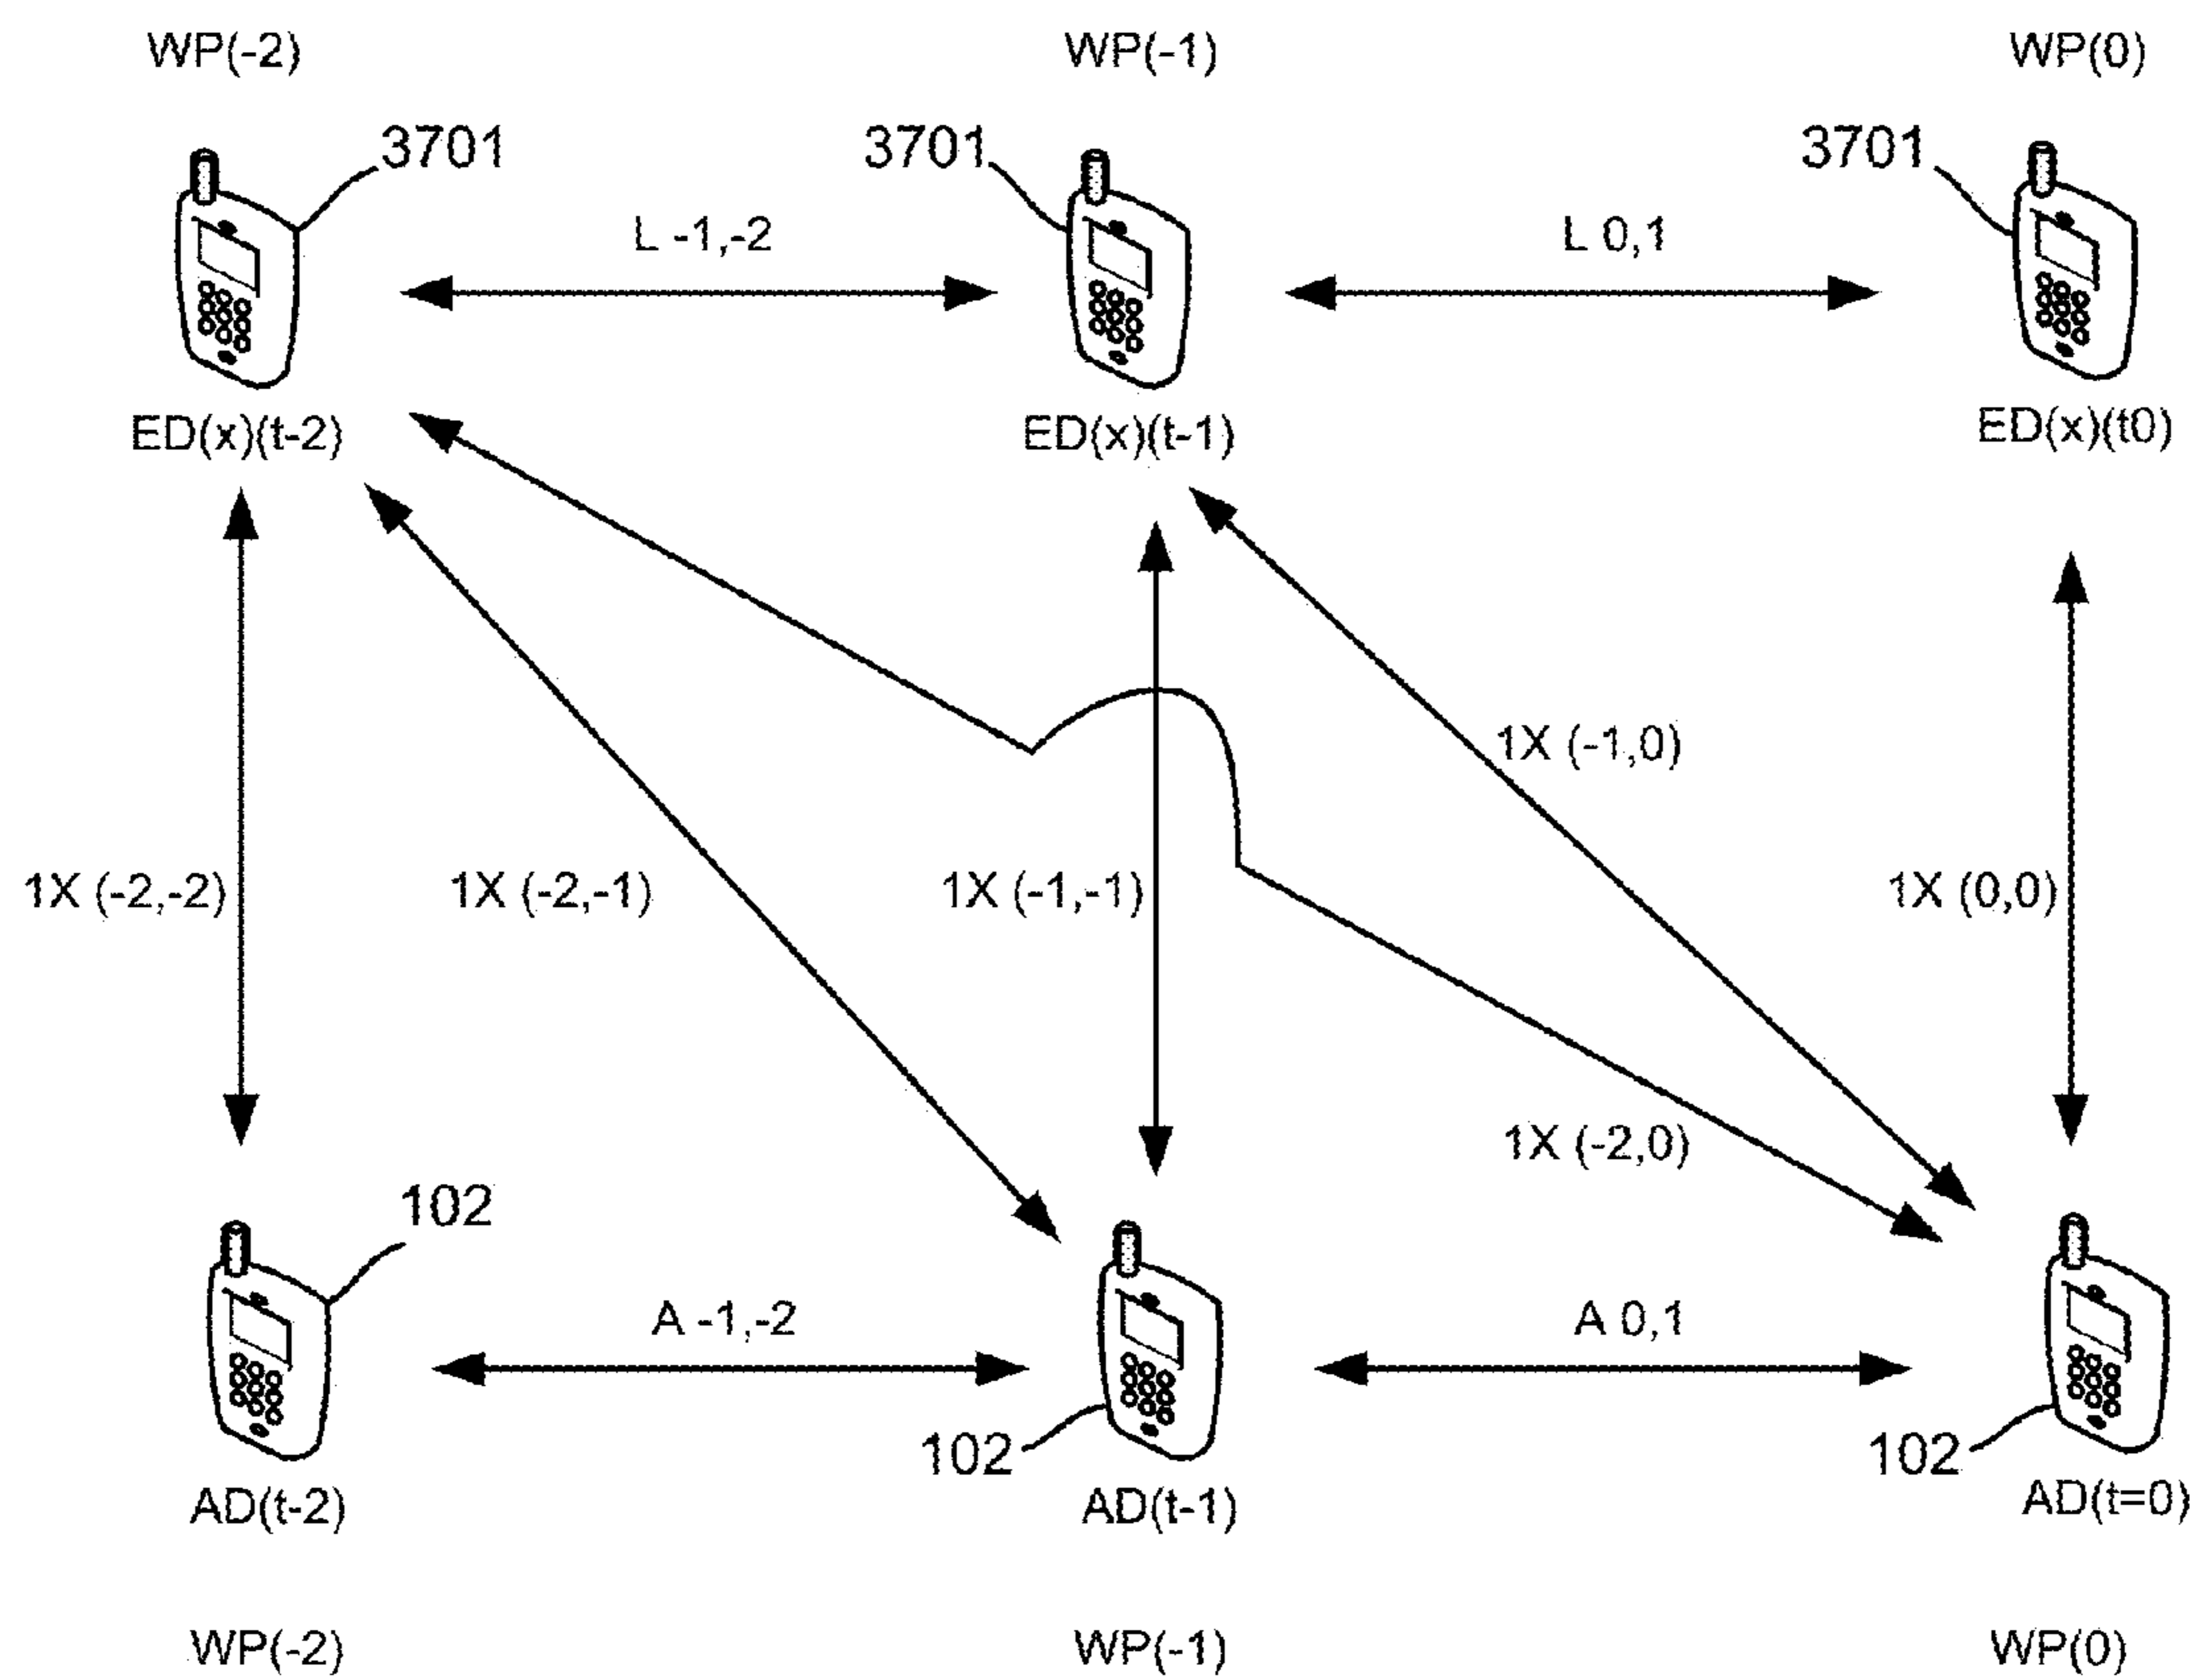 WP(-2)
WP(-1)
WP(0)
3701
3701
3701
L -1,-2
L 0,1
ED(x)(t-2)
ED(x)(t-1)
ED(x)(t0)
1X (-1,0)
1X (-2,-2)
1X (-2,-1)
1X (-1,-1)
1X (0,0)
1X (-2,0)
102
A -1,-2
A 0,1
102
102
AD(t-2)
AD(t-1)
AD(t=0)
WP(-2)
WP(-1)
WP(0)